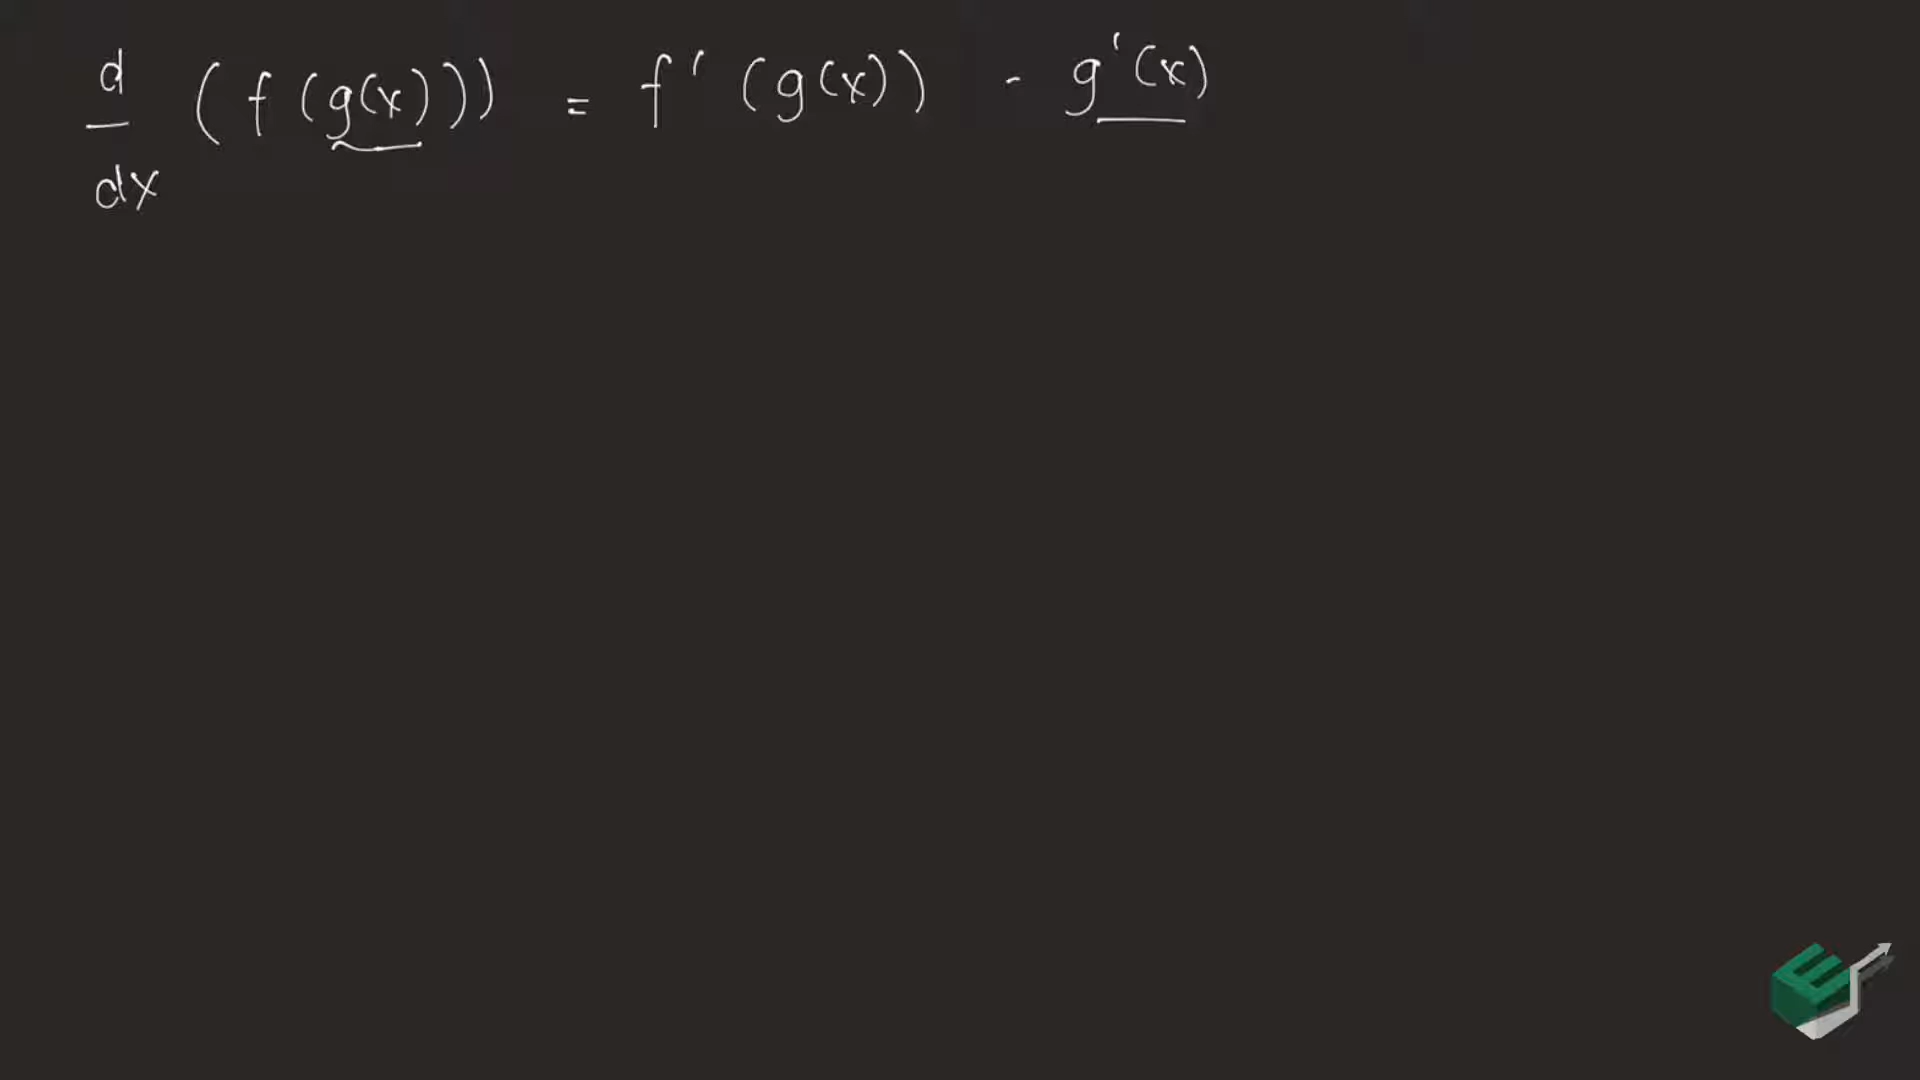 d/dx (f(g(x))) = f'(g(x)) · g'(x)